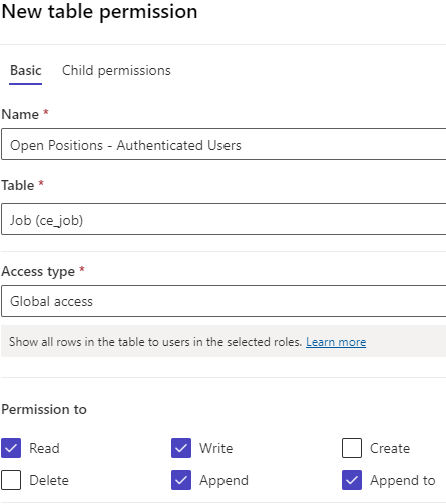 New table permission
Basic Child permissions
Name *
Open Positions - Authenticated Users
Table *
Job (ce_job)
Access type *
Global access
Show all rows in the table to users in the selected roles. Learn more
Permission to
Read Write Create
Delete Append Append to